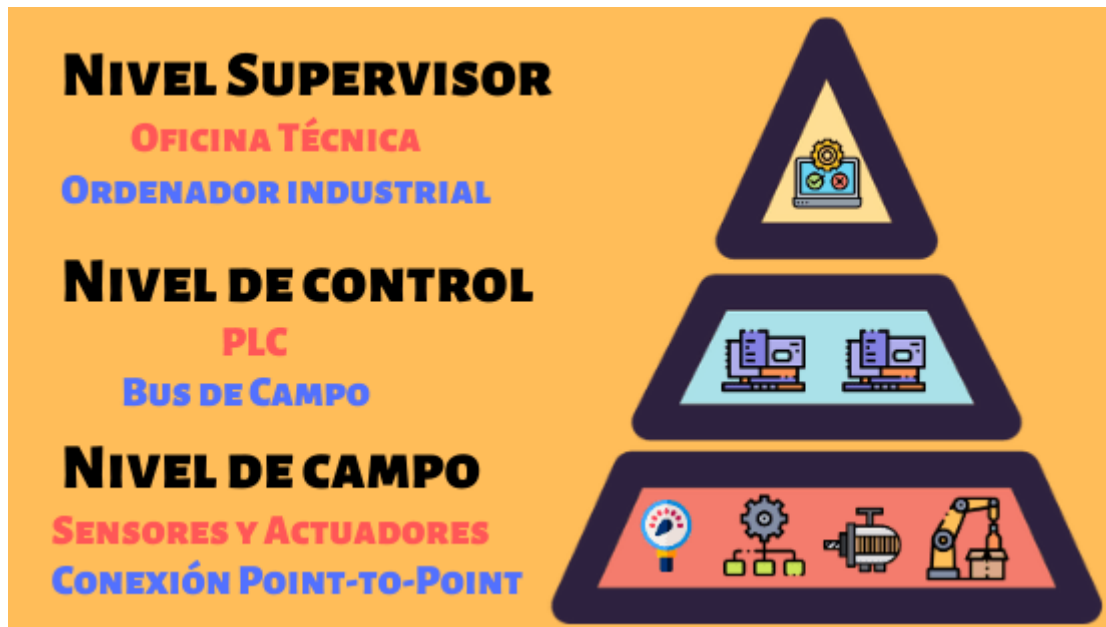 Nivel Supervisor
Oficina Técnica
Ordenador industrial
Nivel de control
PLC
Bus de Campo
Nivel de campo
Sensores y Actuadores
Conexión Point-to-Point